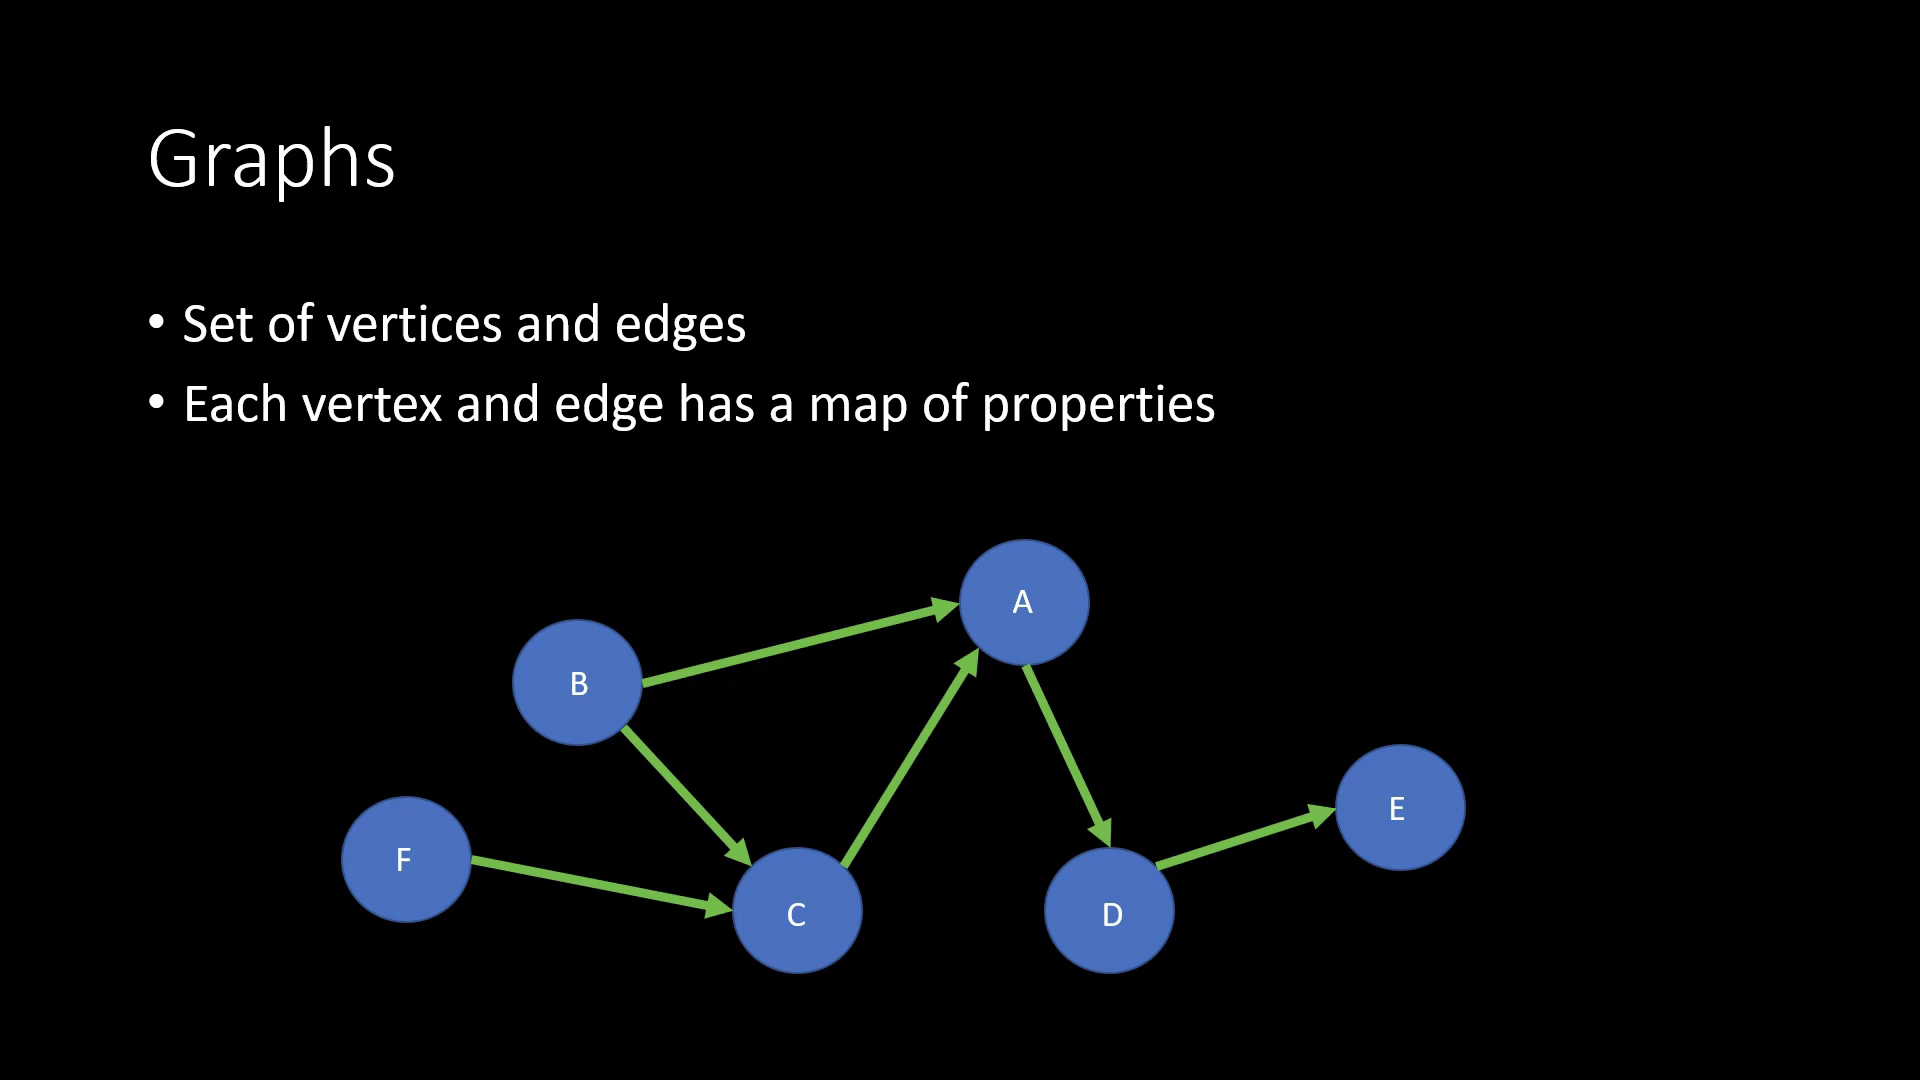 Graphs
• Set of vertices and edges
• Each vertex and edge has a map of properties
A
B
E
F
C
D